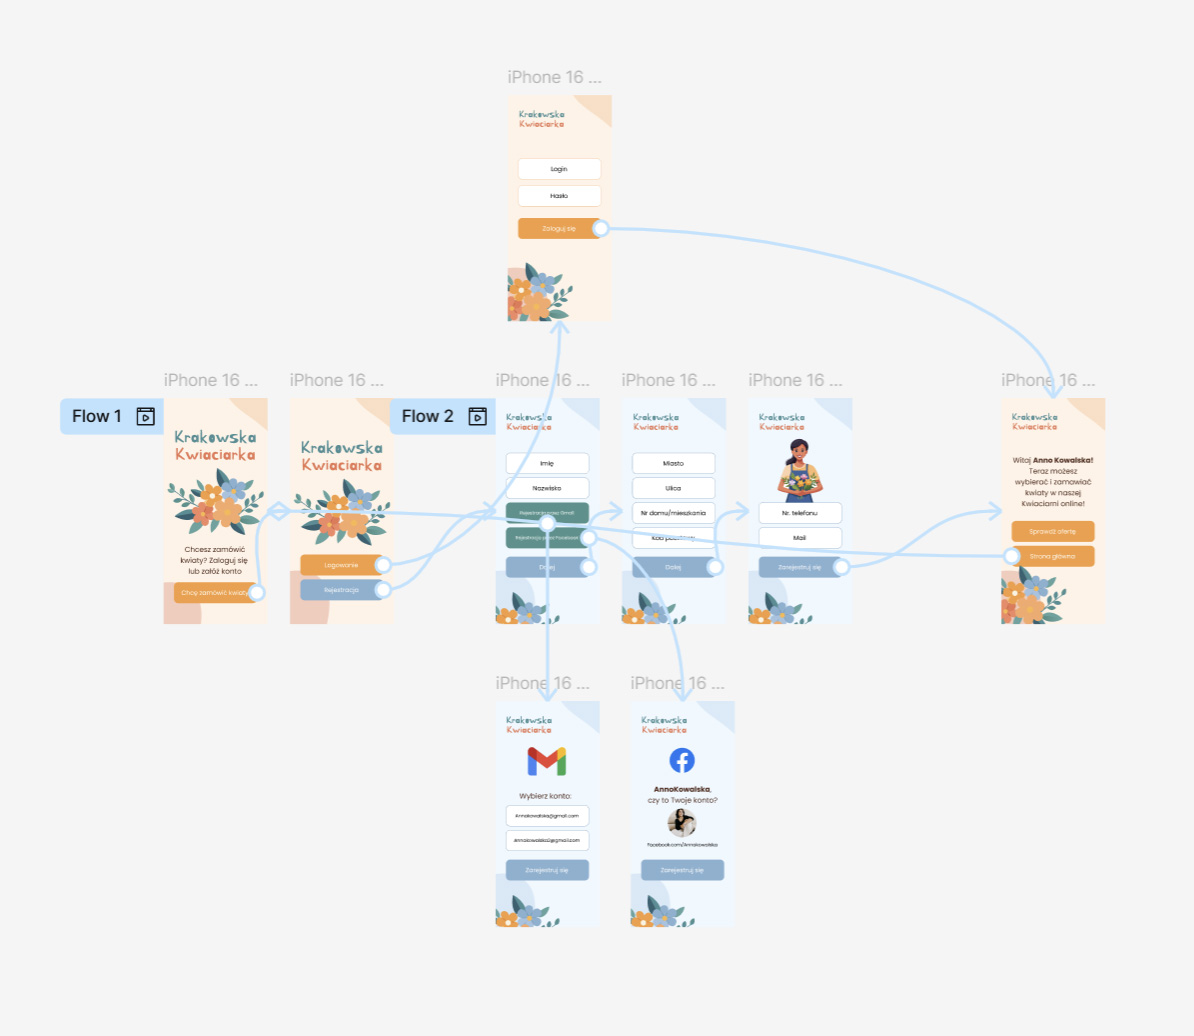 iPhone 16 ...
Krakowska
Kwiaciarka
Login
Hasło
Zaloguj się
iPhone 16 ...
Flow 1
Krakowska
Kwiaciarka
Chcesz zamówić
kwiaty? Zaloguj się
lub załóż konto
Chcę zamówić kwiaty
iPhone 16 ...
Krakowska
Kwiaciarka
Logowanie
Rejestracja
iPhone 16 ...
Flow 2
Krakowska
Kwiaciarka
Imię
Nazwisko
Rejestracja przez Gmail
Rejestracja przez Facebook
Dalej
iPhone 16 ...
Krakowska
Kwiaciarka
Miasto
Ulica
Nr domu/mieszkania
Kod pocztowy
Dalej
iPhone 16 ...
Krakowska
Kwiaciarka
Nr. telefonu
Mail
Zarejestruj się
iPhone 16 ...
Krakowska
Kwiaciarka
Witaj Anno Kowalska!
Teraz możesz
wybierać i zamawiać
kwiaty w naszej
Kwiaciarni online!
Sprawdź ofertę
Strona główna
iPhone 16 ...
Krakowska
Kwiaciarka
Wybierz konto:
Annakowalska@gmail.com
iPhone 16 ...
Krakowska
Kwiaciarka
AnnoKowalska,
czy to Twoje konto?
Facebook.com/Annakowalska
Zarejestruj się
Zarejestruj się